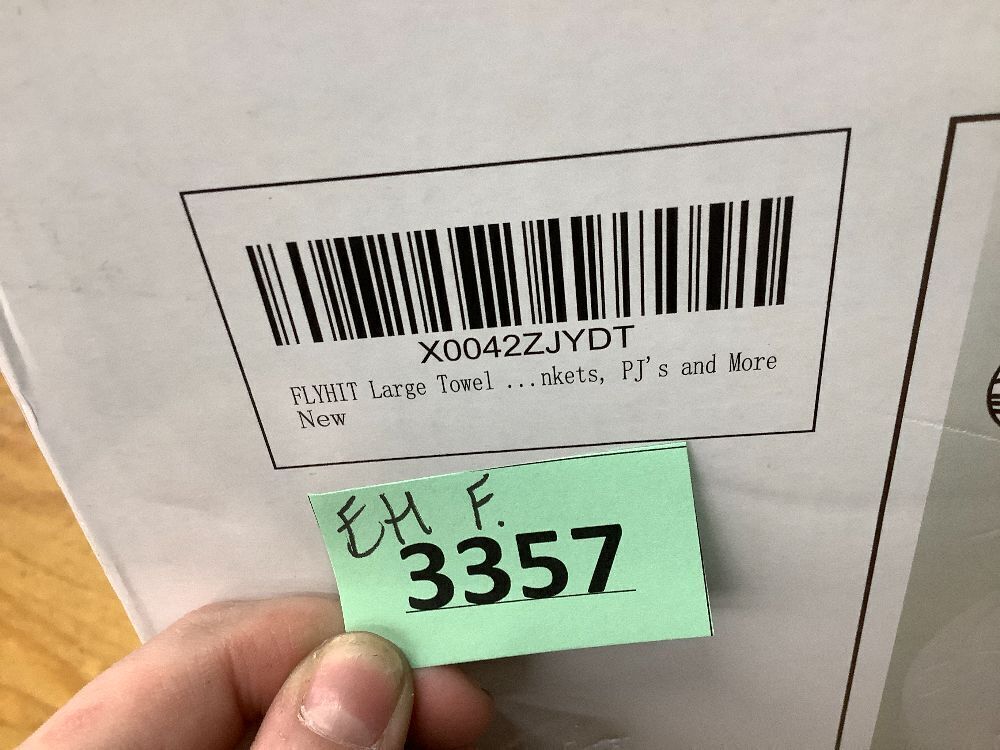 X0042ZJYDT
FLYHIT Large Towel ...nkets, PJ's and More
New
EH F.
3357